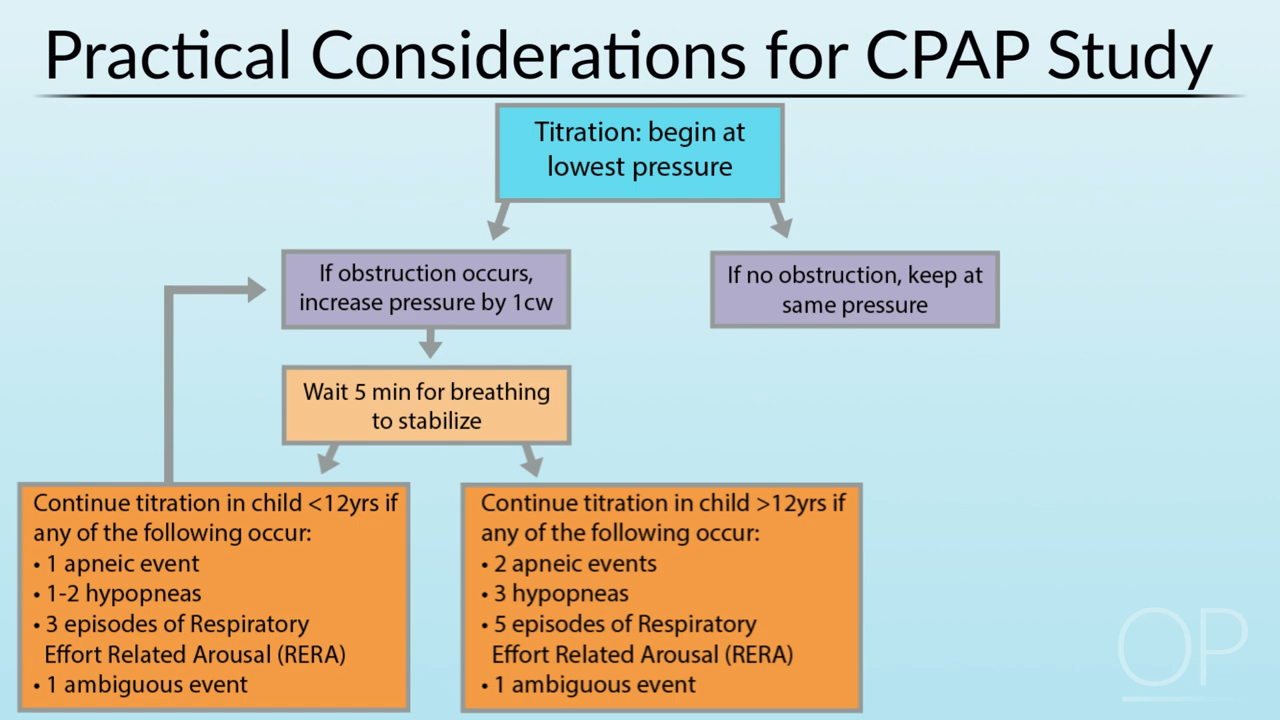 Practical Considerations for CPAP Study
Titration: begin at
lowest pressure
If obstruction occurs,
increase pressure by 1cw
If no obstruction, keep at
same pressure
Wait 5 min for breathing
to stabilize
Continue titration in child <12yrs if
any of the following occur:
• 1 apneic event
• 1-2 hypopneas
• 3 episodes of Respiratory
Effort Related Arousal (RERA)
• 1 ambiguous event
Continue titration in child >12yrs if
any of the following occur:
• 2 apneic events
• 3 hypopneas
• 5 episodes of Respiratory
Effort Related Arousal (RERA)
• 1 ambiguous event
OP